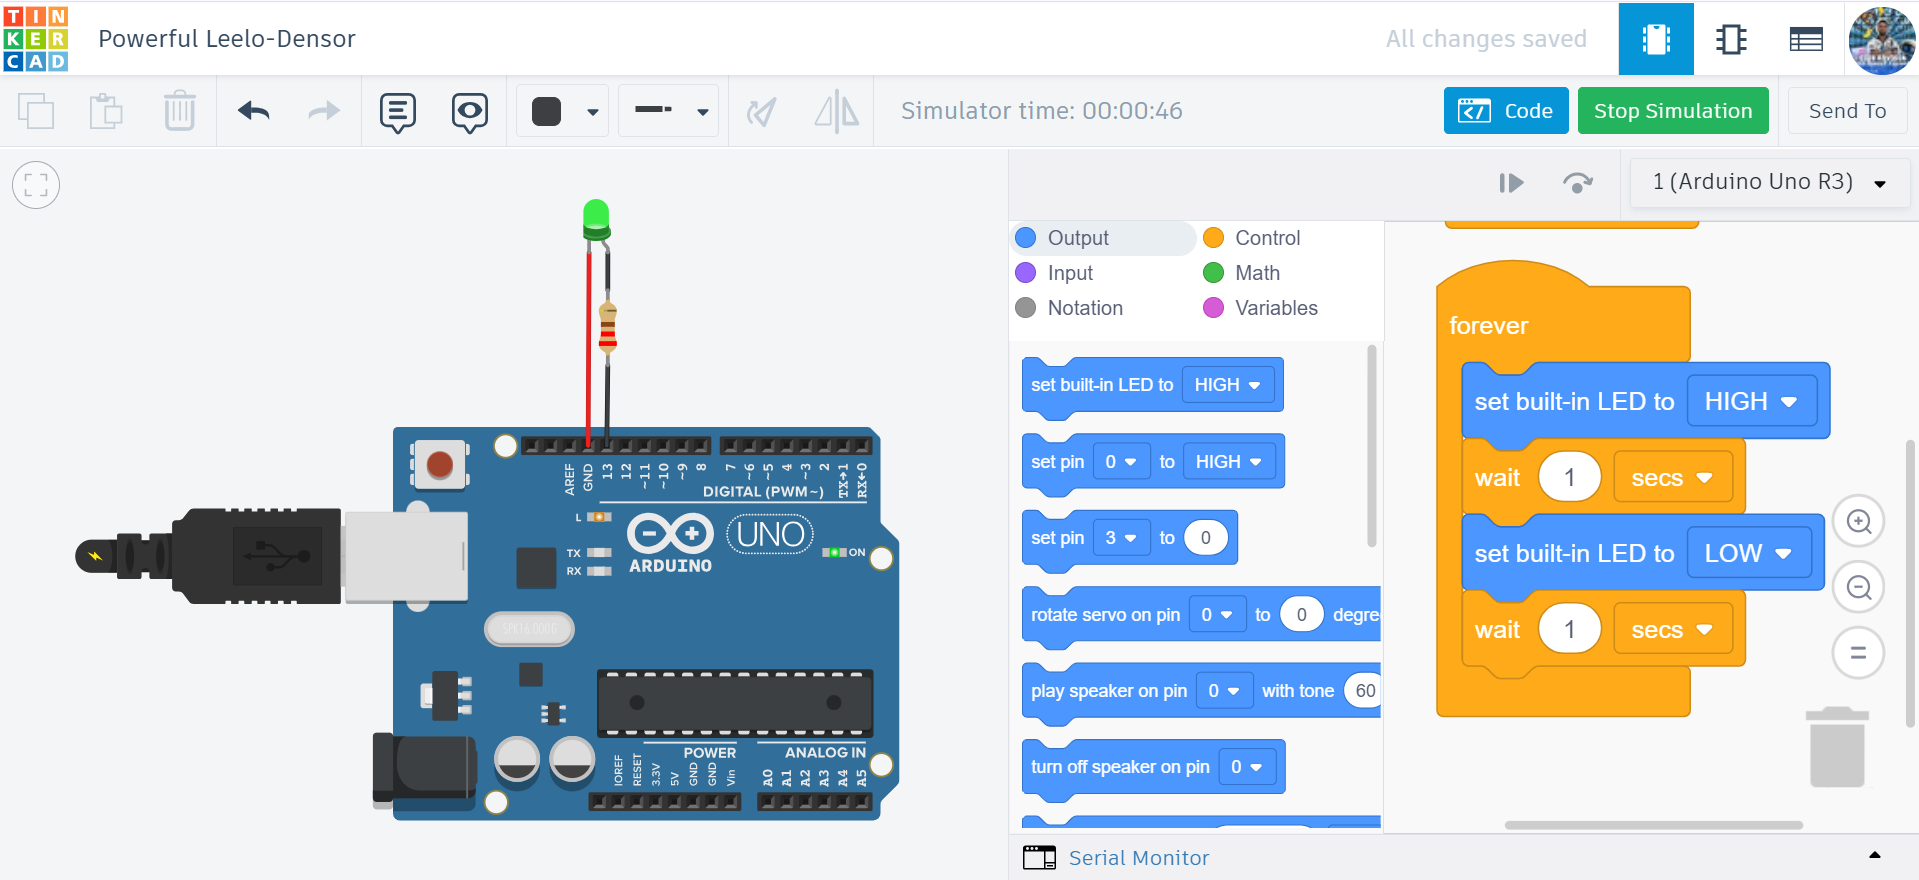 TIN
KER
CAD
Powerful Leelo-Densor
All changes saved
Simulator time: 00:00:46
Code
Stop Simulation
Send To
1 (Arduino Uno R3)
Output
Control
Input
Math
Notation
Variables
set built-in LED to HIGH
set pin 0 to HIGH
set pin 3 to 0
rotate servo on pin 0 to 0 degre
play speaker on pin 0 with tone 60
turn off speaker on pin 0
forever
set built-in LED to HIGH
wait 1 secs
set built-in LED to LOW
wait 1 secs
Serial Monitor
AREF
GND
13
12
~11
~10
~9
8
7
~6
~5
4
~3
2
TX→1
RX←0
DIGITAL (PWM~)
L
TX
RX
UNO
ON
ARDUINO
SPK16.000G
POWER
ANALOG IN
IOREF
RESET
3.3V
5V
GND
GND
Vin
A0
A1
A2
A3
A4
A5